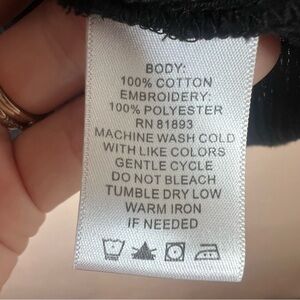 BODY:
100% COTTON
EMBROIDERY:
100% POLYESTER
RN 81893
MACHINE WASH COLD
WITH LIKE COLORS
GENTLE CYCLE
DO NOT BLEACH
TUMBLE DRY LOW
WARM IRON
IF NEEDED